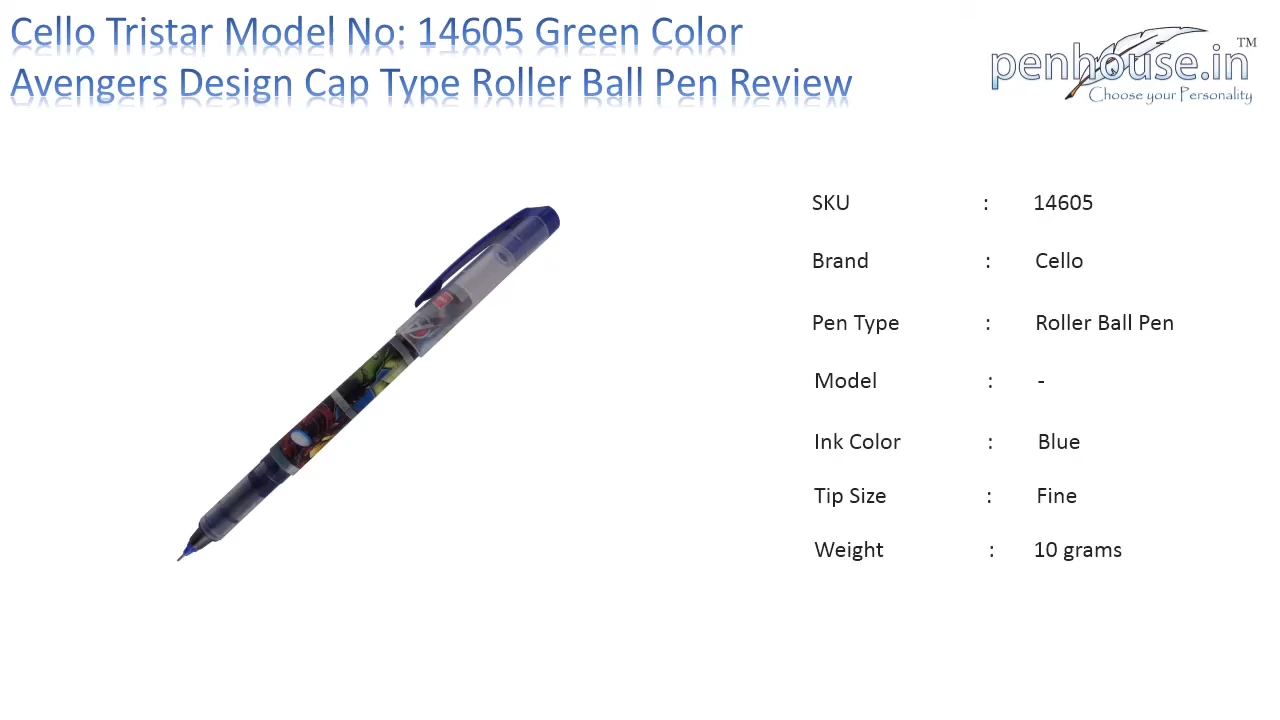 Cello Tristar Model No: 14605 Green Color
Avengers Design Cap Type Roller Ball Pen Review
penhouse.in™
Choose your Personality
SKU : 14605
Brand : Cello
Pen Type : Roller Ball Pen
Model : -
Ink Color : Blue
Tip Size : Fine
Weight : 10 grams